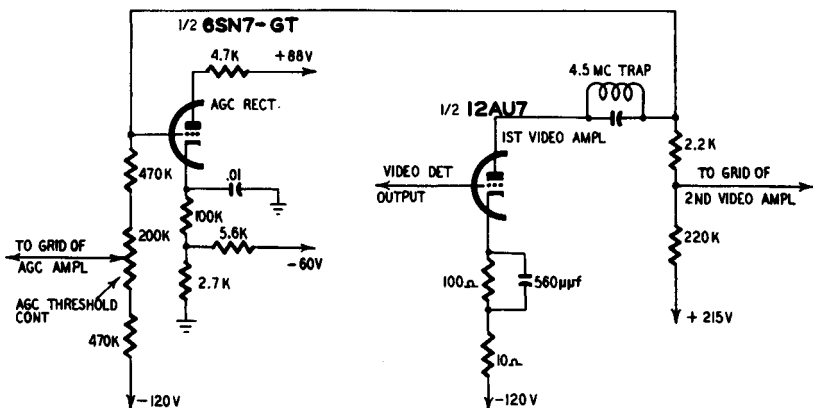 1/2 6SN7-GT
4.7K
+88V
AGC RECT.
470K
.01
100K
200K
5.6K
-60V
TO GRID OF
AGC AMPL
2.7K
AGC THRESHOLD
CONT
470K
-120V
4.5 MC TRAP
1/2 12AU7
1ST VIDEO AMPL
2.2K
VIDEO DET
OUTPUT
TO GRID OF
2ND VIDEO AMPL
220K
100Ω
560μμf
+215V
10Ω
-120V